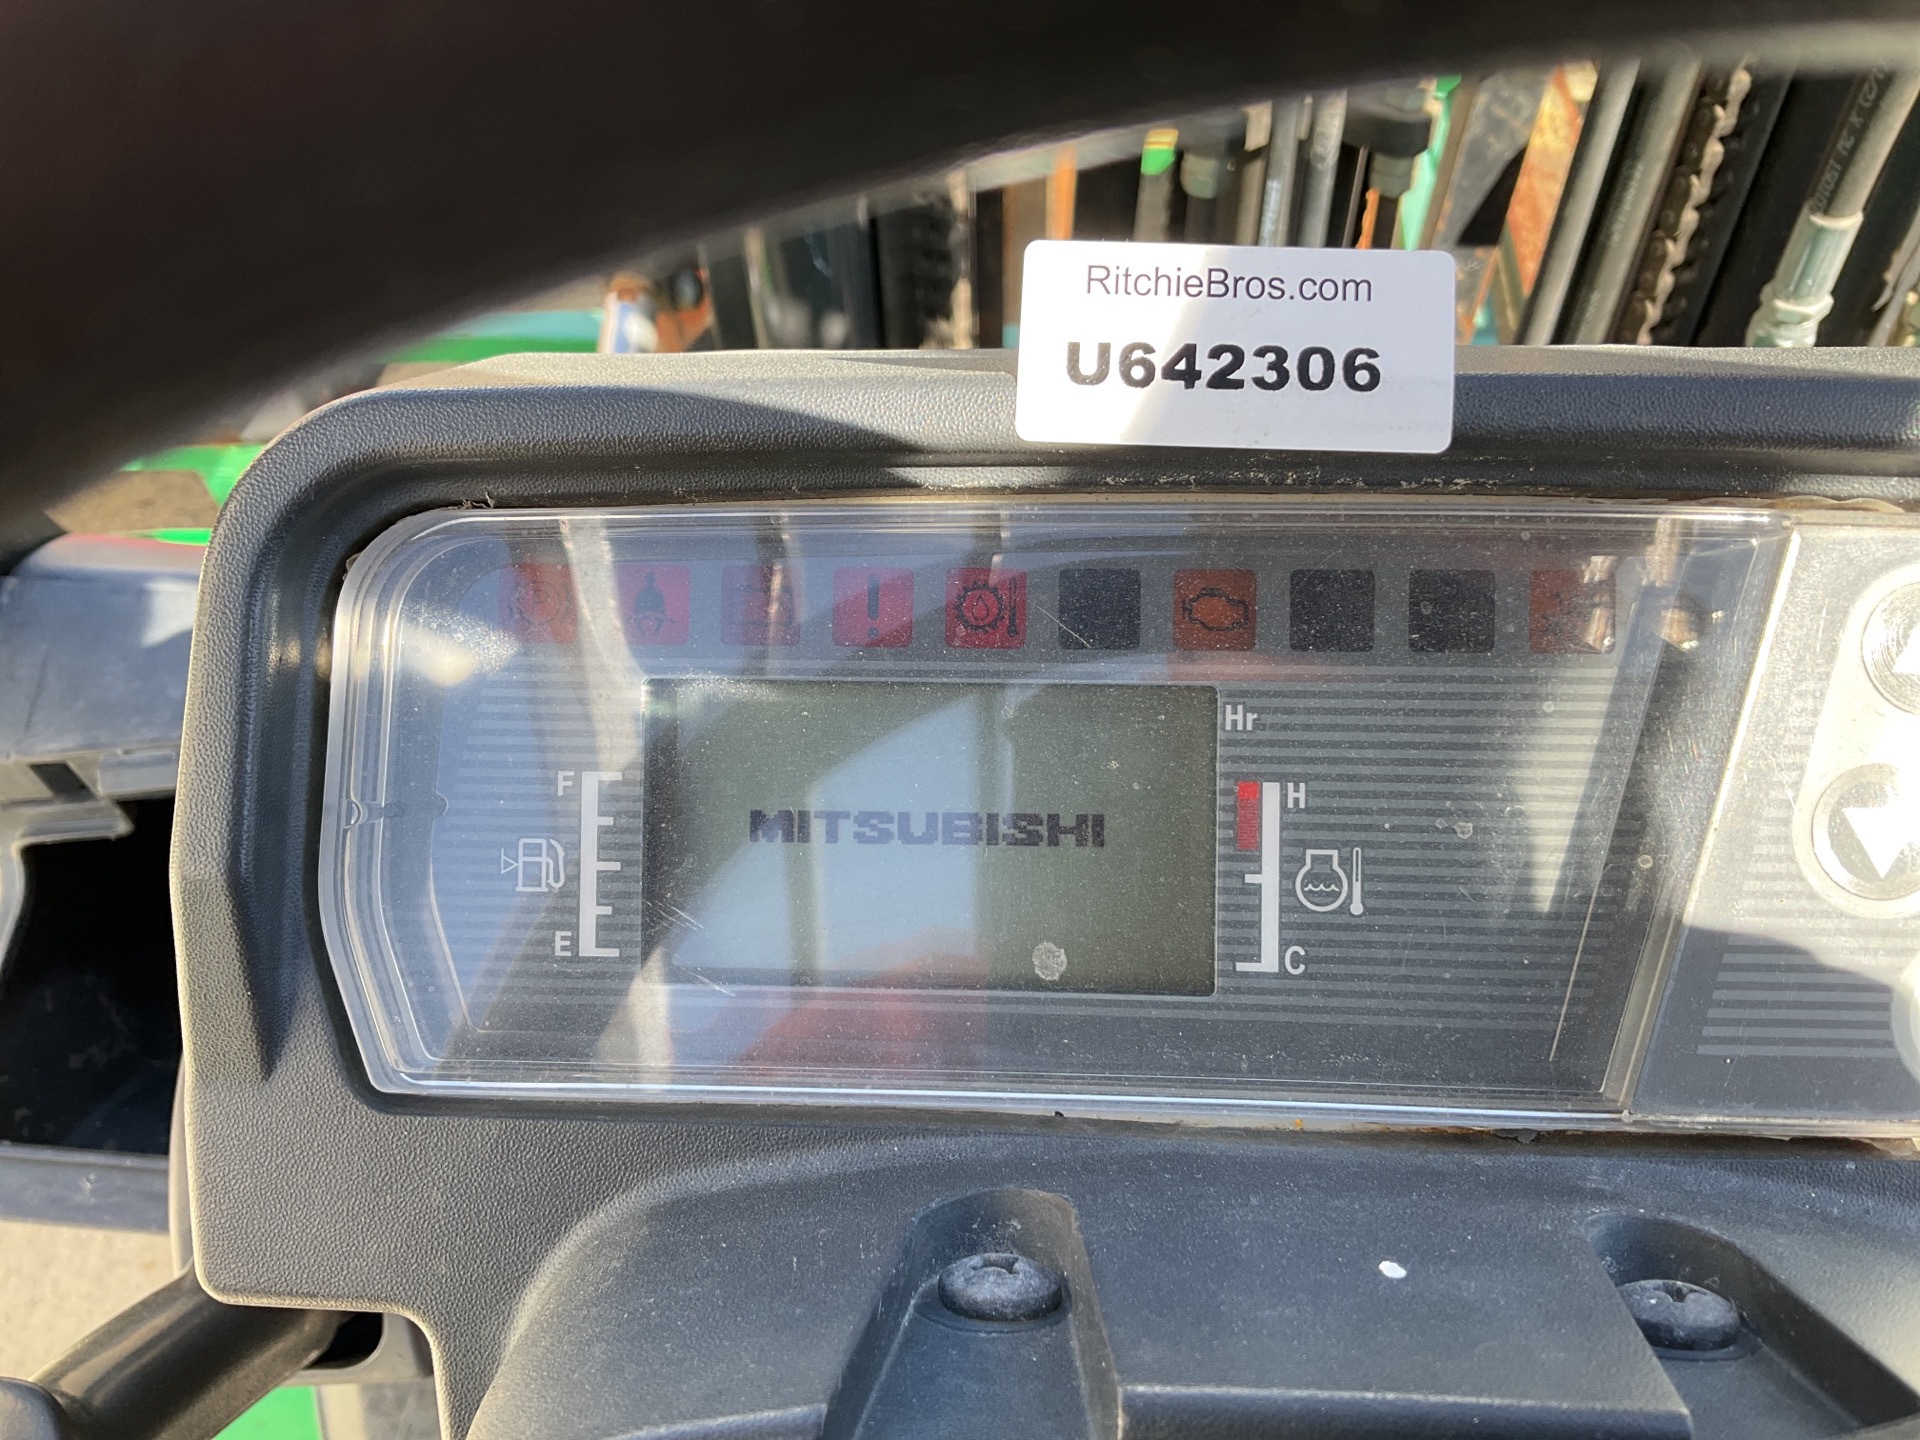 RitchieBros.com
U642306
Hr
F
H
MITSUBISHI
E
C